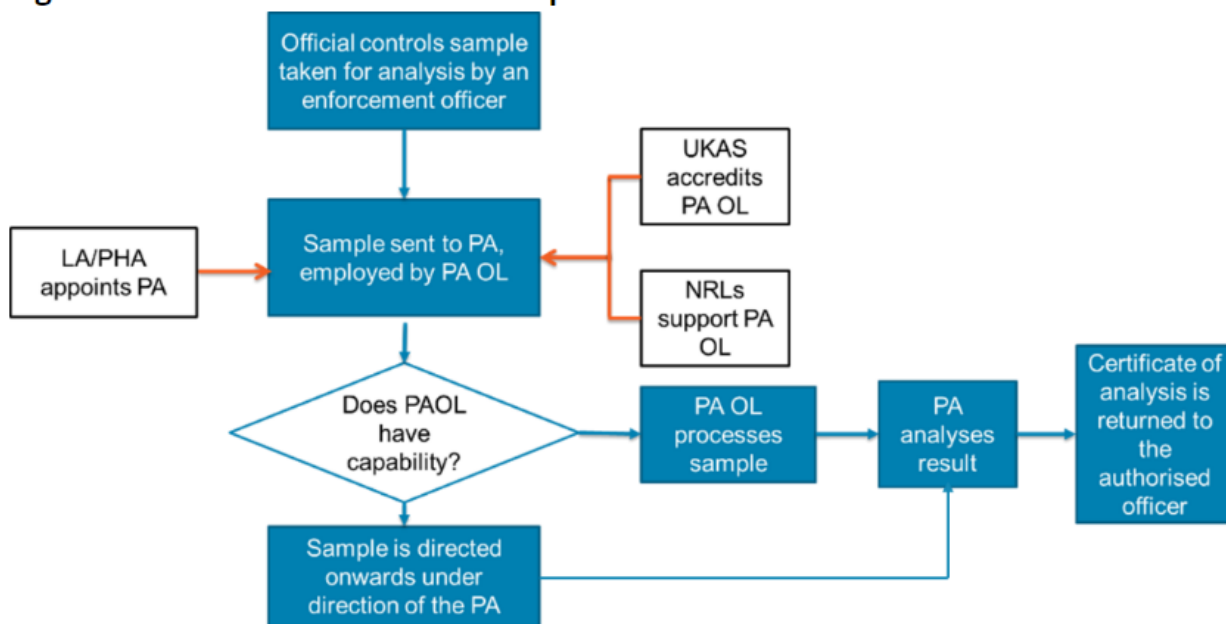 Official controls sample
taken for analysis by an
enforcement officer
UKAS
accredits
PA OL
LA/PHA
appoints PA
Sample sent to PA,
employed by PA OL
NRLs
support PA
OL
Does PAOL
have
capability?
PA OL
processes
sample
PA
analyses
result
Certificate of
analysis is
returned to
the
authorised
officer
Sample is directed
onwards under
direction of the PA